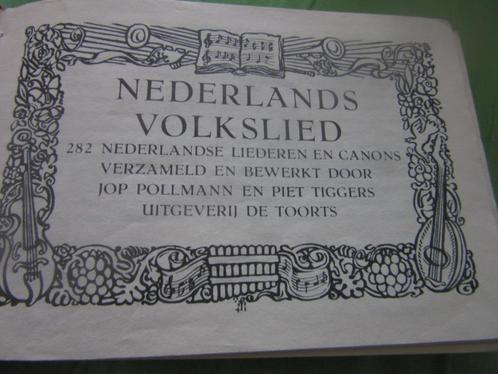 NEDERLANDS
VOLKSLIED
282 NEDERLANDSE LIEDEREN EN CANONS
VERZAMELD EN BEWERKT DOOR
JOP POLLMANN EN PIET TIGGERS
UITGEVERIJ DE TOORTS